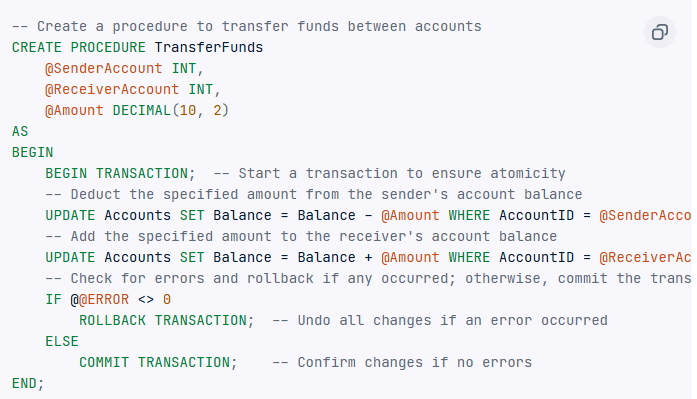 -- Create a procedure to transfer funds between accounts
CREATE PROCEDURE TransferFunds
    @SenderAccount INT,
    @ReceiverAccount INT,
    @Amount DECIMAL(10, 2)
AS
BEGIN
    BEGIN TRANSACTION;  -- Start a transaction to ensure atomicity
    -- Deduct the specified amount from the sender's account balance
    UPDATE Accounts SET Balance = Balance - @Amount WHERE AccountID = @SenderAcco
    -- Add the specified amount to the receiver's account balance
    UPDATE Accounts SET Balance = Balance + @Amount WHERE AccountID = @ReceiverAc
    -- Check for errors and rollback if any occurred; otherwise, commit the trans
    IF @@ERROR <> 0
        ROLLBACK TRANSACTION;  -- Undo all changes if an error occurred
    ELSE
        COMMIT TRANSACTION;    -- Confirm changes if no errors
END;